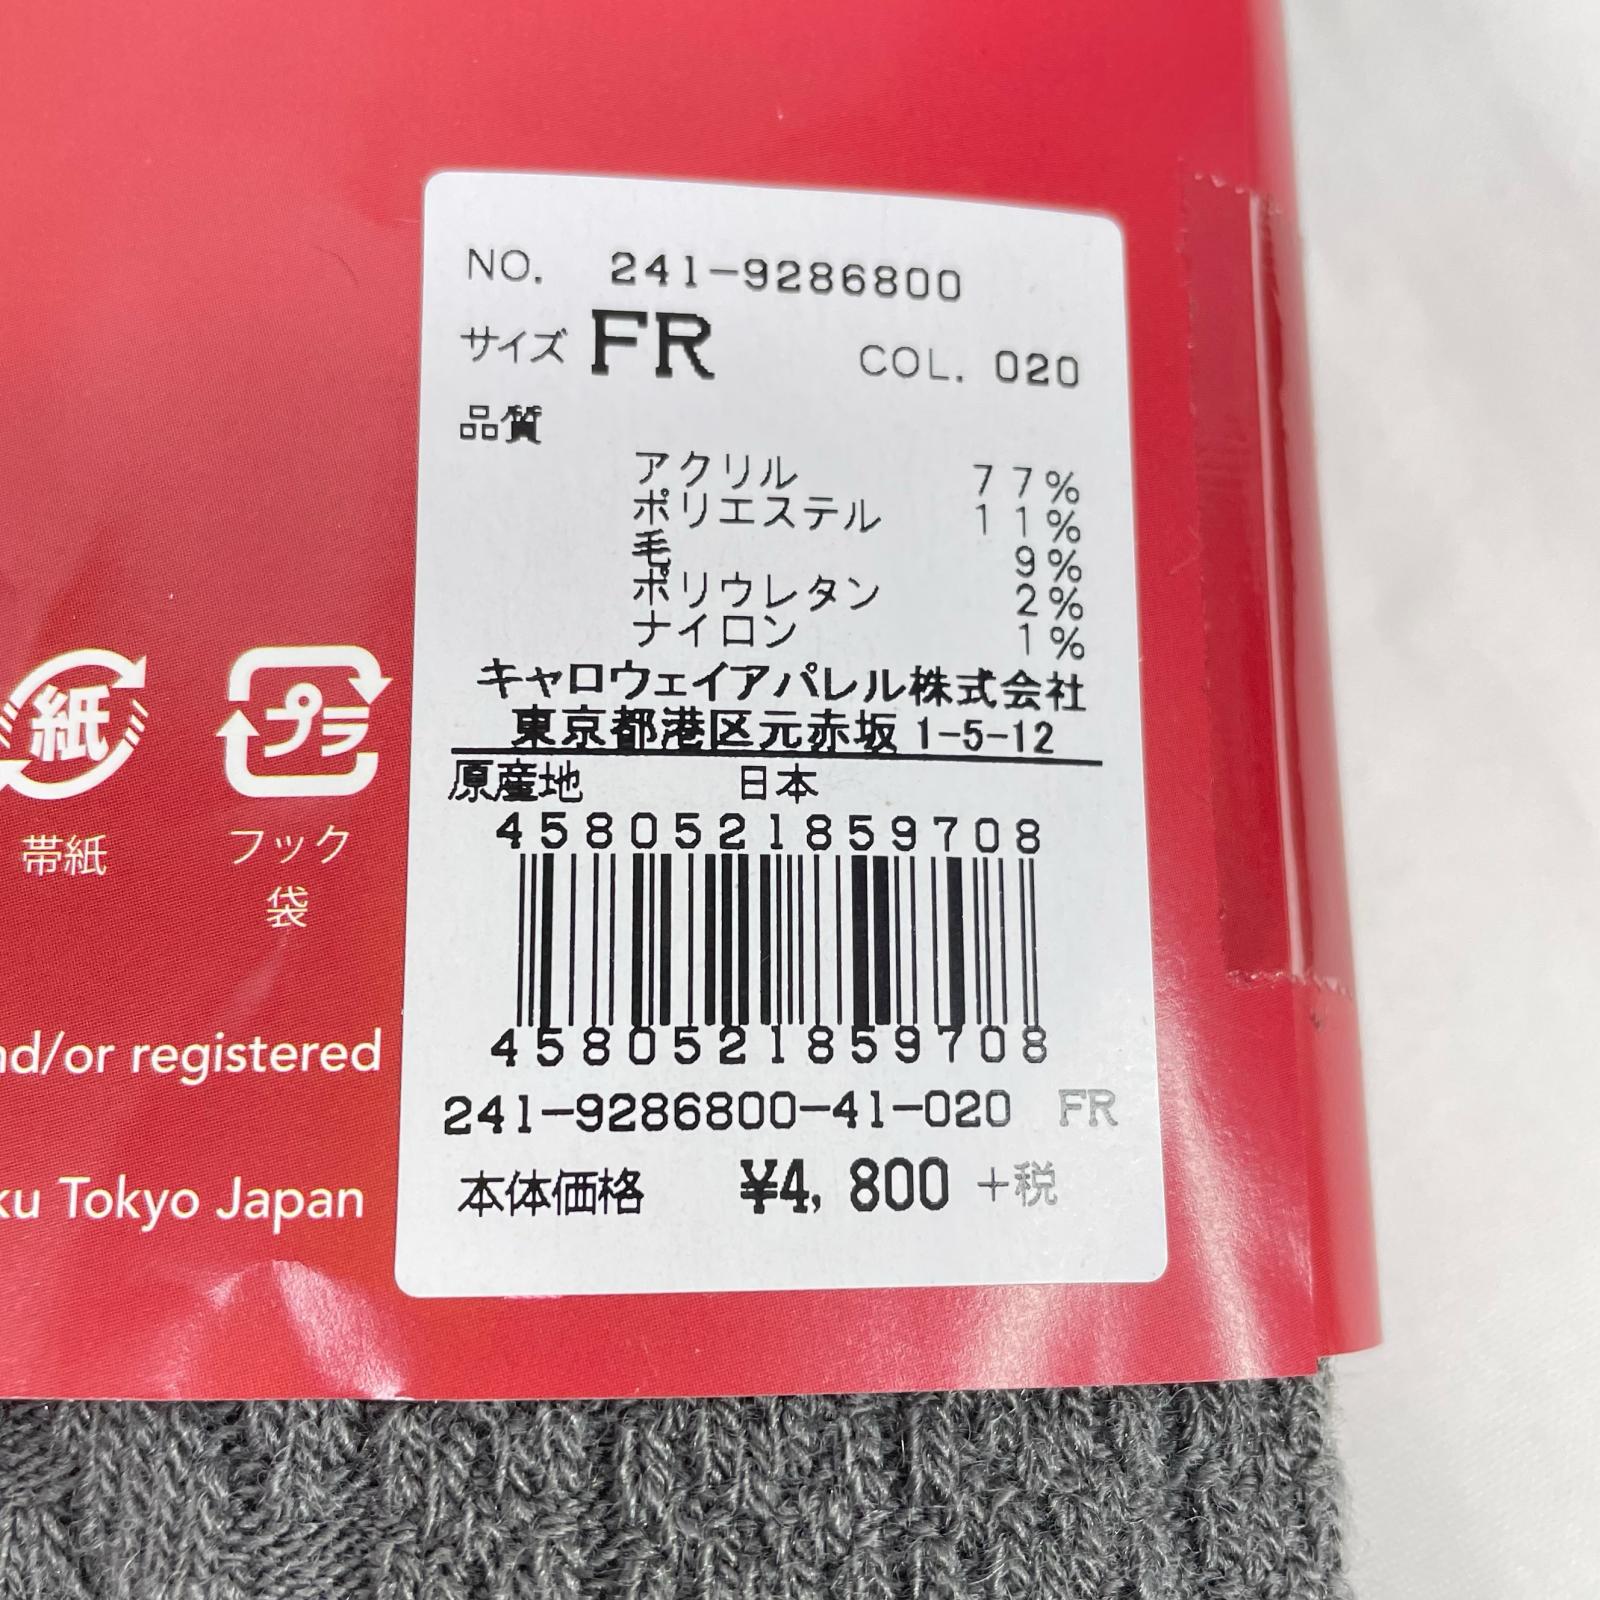 NO. 241-9286800
サイズ FR COL. 020
品質
アクリル 77%
ポリエステル 11%
毛 9%
ポリウレタン 2%
ナイロン 1%
キャロウェイアパレル株式会社
東京都港区元赤坂 1-5-12
原産地 日本
4580521859708
4580521859708
241-9286800-41-020 FR
本体価格 ¥4,800 +税
紙
帯紙
プラ
フック
袋
nd/or registered
ku Tokyo Japan